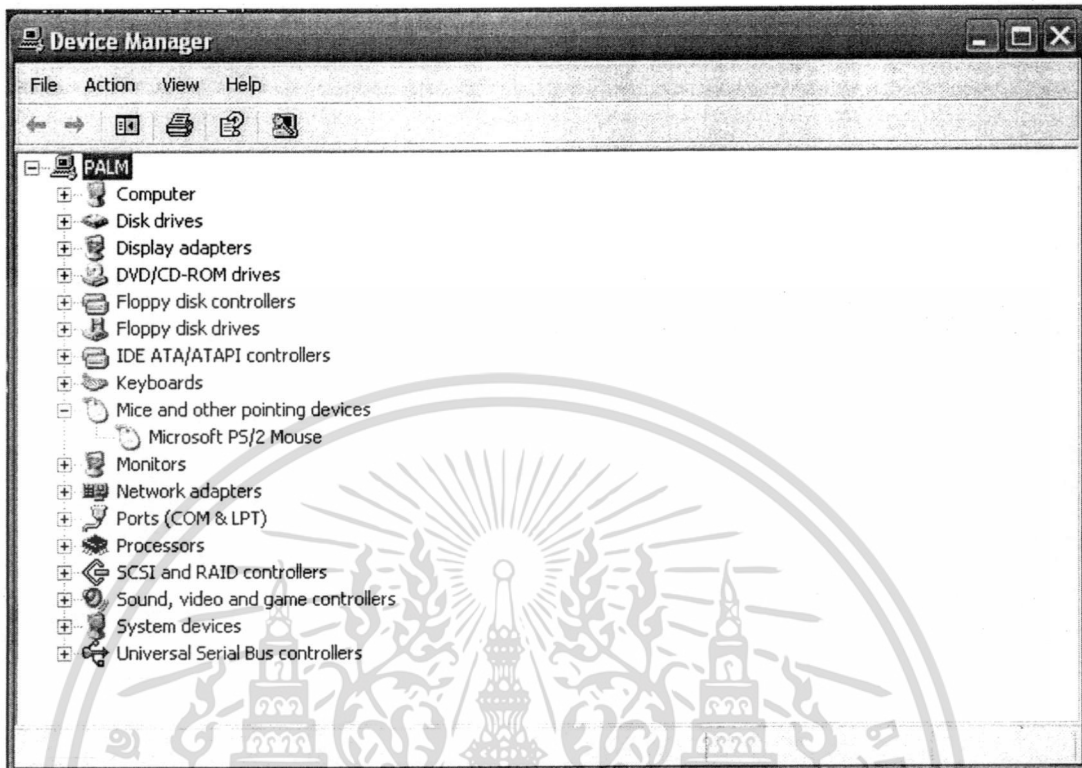 Device Manager
File Action View Help
PALM
Computer
Disk drives
Display adapters
DVD/CD-ROM drives
Floppy disk controllers
Floppy disk drives
IDE ATA/ATAPI controllers
Keyboards
Mice and other pointing devices
Microsoft PS/2 Mouse
Monitors
Network adapters
Ports (COM & LPT)
Processors
SCSI and RAID controllers
Sound, video and game controllers
System devices
Universal Serial Bus controllers